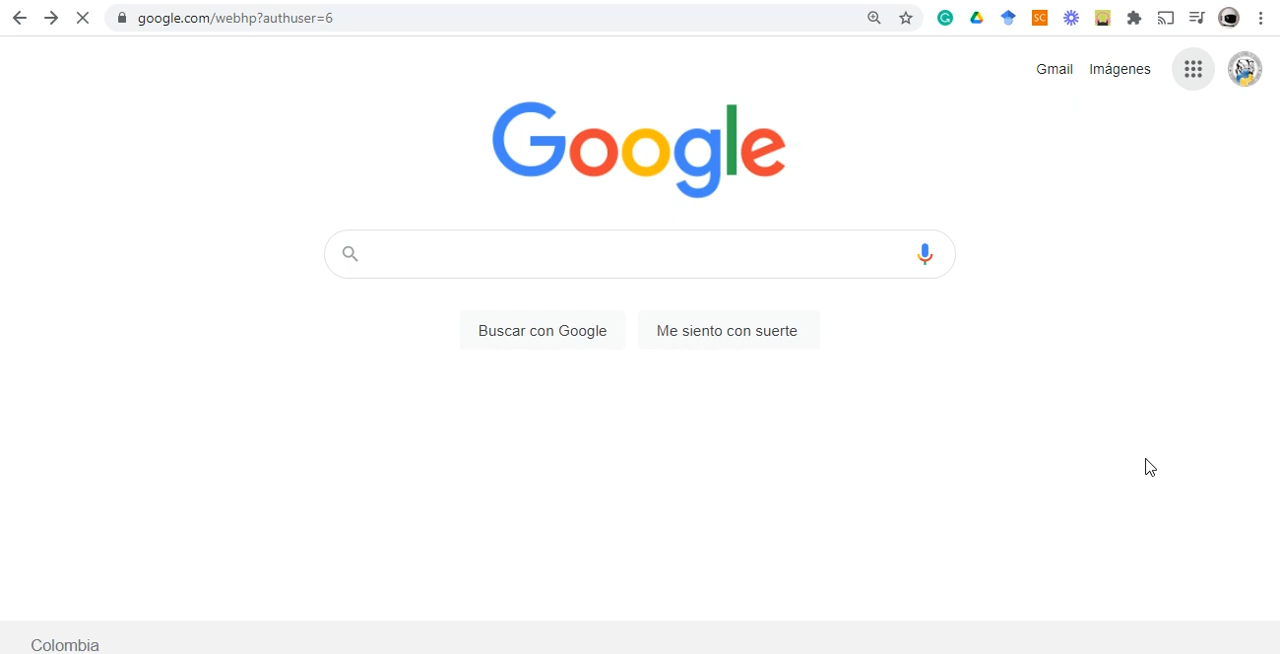 google.com/webhp?authuser=6
SC
Gmail Imágenes
Google
Buscar con Google Me siento con suerte
Colombia